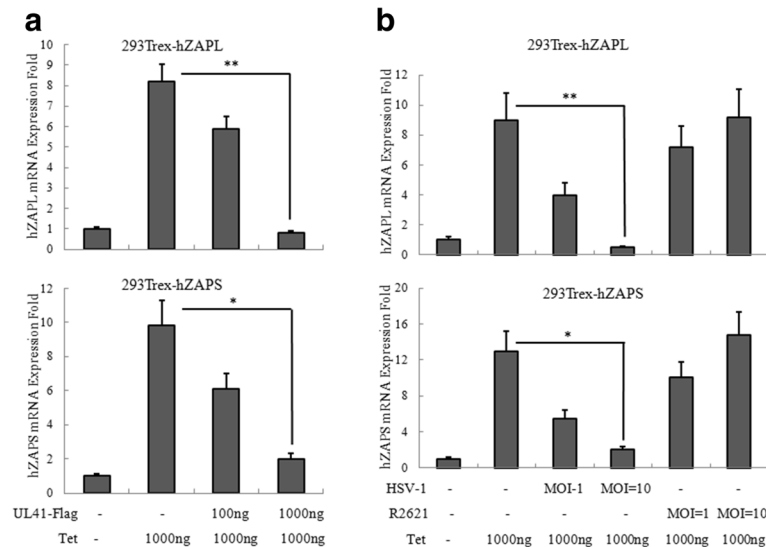 a
293Trex-hZAPL
hZAPL mRNA Expression Fold
10
9
8
7
6
5
4
3
2
1
0
**
293Trex-hZAPS
hZAPS mRNA Expression Fold
12
10
8
6
4
2
0
*
UL41-Flag - - 100ng 1000ng
Tet - 1000ng 1000ng 1000ng
b
293Trex-hZAPL
hZAPL mRNA Expression Fold
12
10
8
6
4
2
0
**
293Trex-hZAPS
hZAPS mRNA Expression Fold
20
16
12
8
4
0
*
HSV-1 - - MOI-1 MOI=10 - -
R2621 - - - - MOI=1 MOI=10
Tet - 1000ng 1000ng 1000ng 1000ng 1000ng